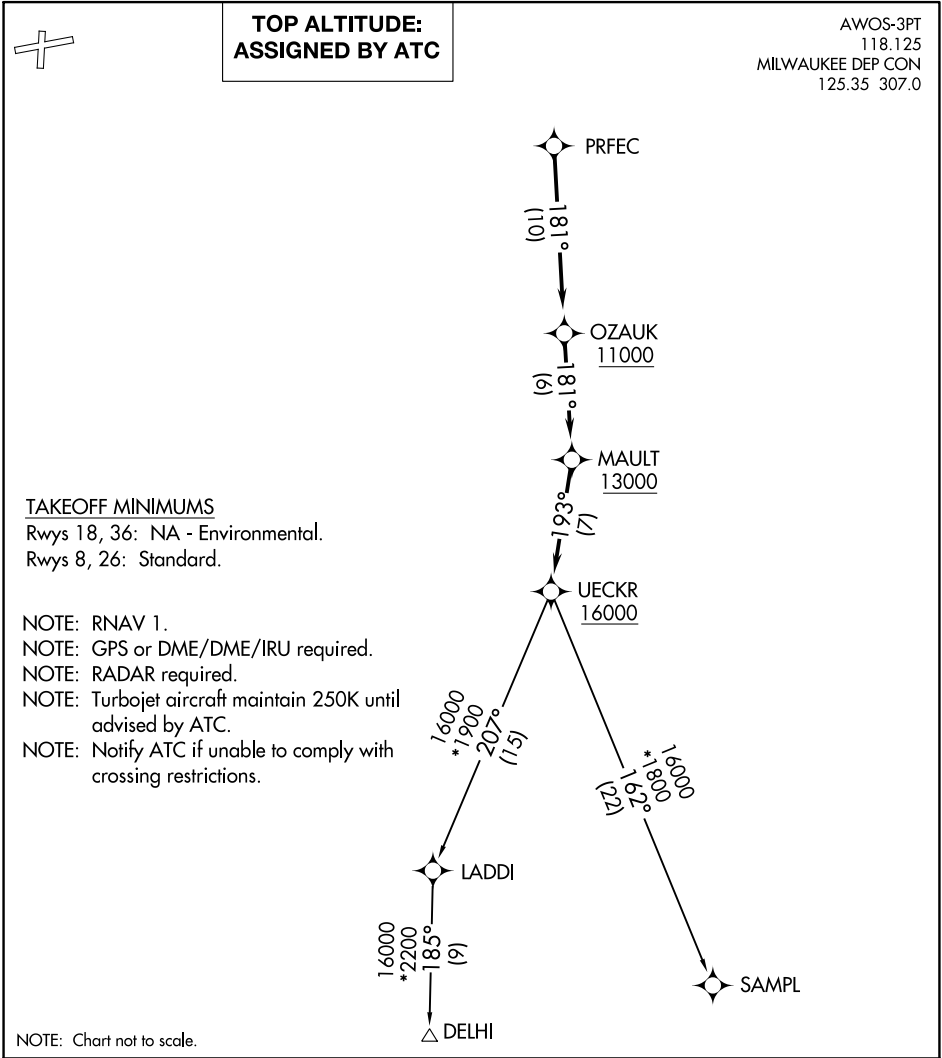 TOP ALTITUDE:
ASSIGNED BY ATC
AWOS-3PT
118.125
MILWAUKEE DEP CON
125.35 307.0
PRFEC
181°
(10)
OZAUK
11000
181°
(9)
MAULT
13000
193°
(7)
UECKR
16000
TAKEOFF MINIMUMS
Rwys 18, 36: NA - Environmental.
Rwys 8, 26: Standard.
NOTE: RNAV 1.
NOTE: GPS or DME/DME/IRU required.
NOTE: RADAR required.
NOTE: Turbojet aircraft maintain 250K until
advised by ATC.
NOTE: Notify ATC if unable to comply with
crossing restrictions.
16000
*1900
207°
(15)
16000
*1800
162°
(22)
LADDI
16000
*2200
185°
(9)
SAMPL
DELHI
NOTE: Chart not to scale.